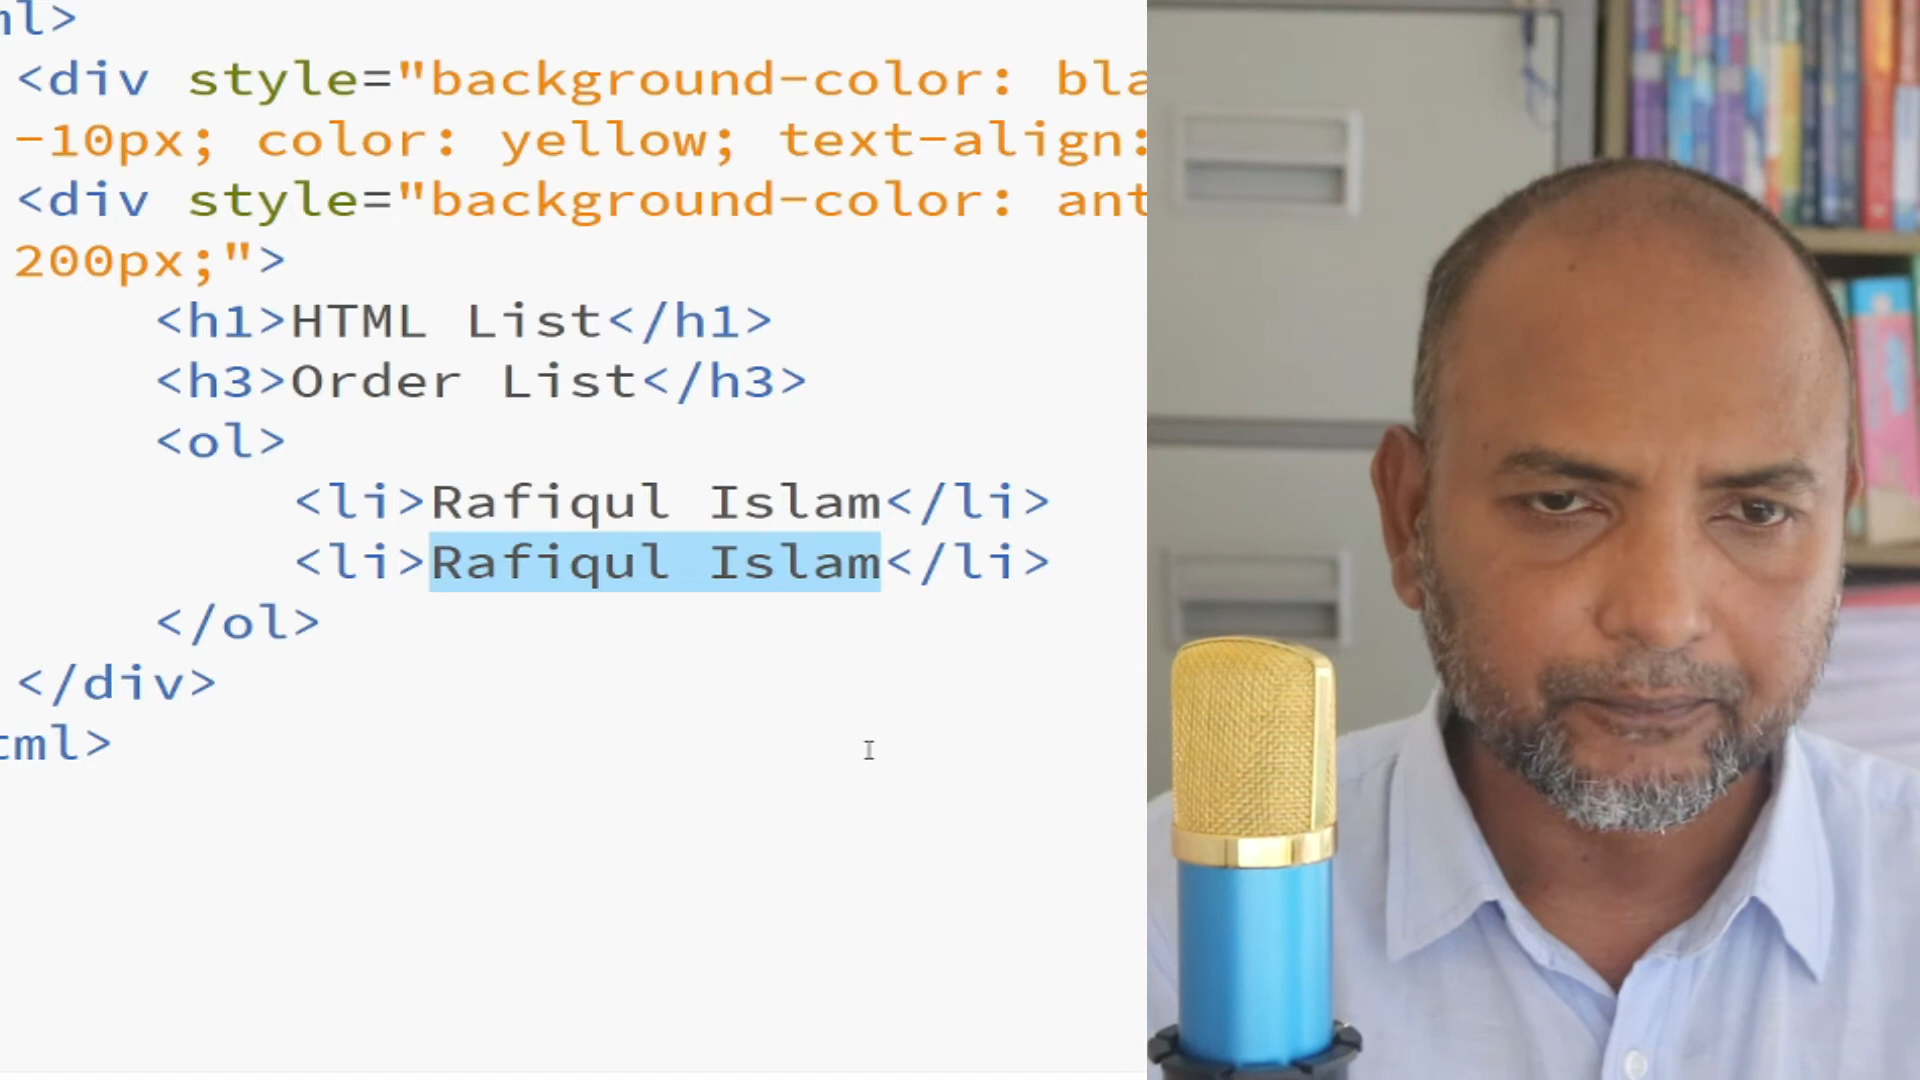 ml>
<div style="background-color: bla
-10px; color: yellow; text-align:
<div style="background-color: ant
200px;">
<h1>HTML List</h1>
<h3>Order List</h3>
<ol>
<li>Rafiqul Islam</li>
<li>Rafiqul Islam</li>
</ol>
</div>
tml>